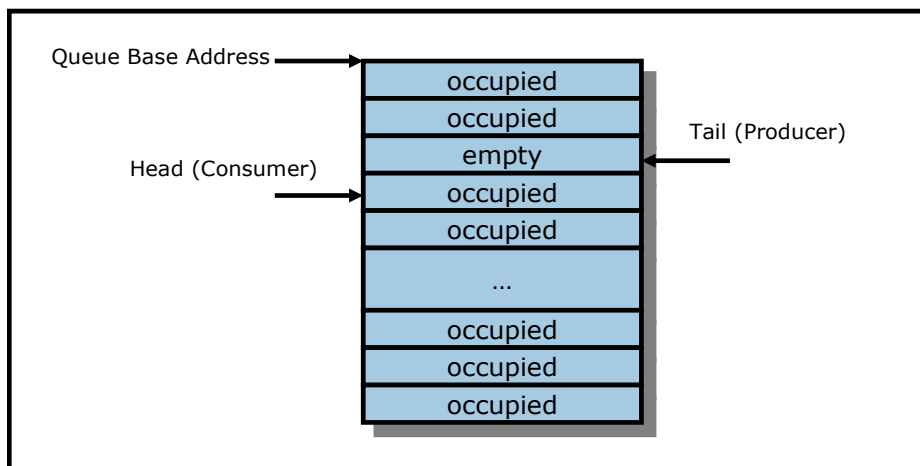 Queue Base Address
occupied
occupied
Tail (Producer)
empty
Head (Consumer)
occupied
occupied
...
occupied
occupied
occupied